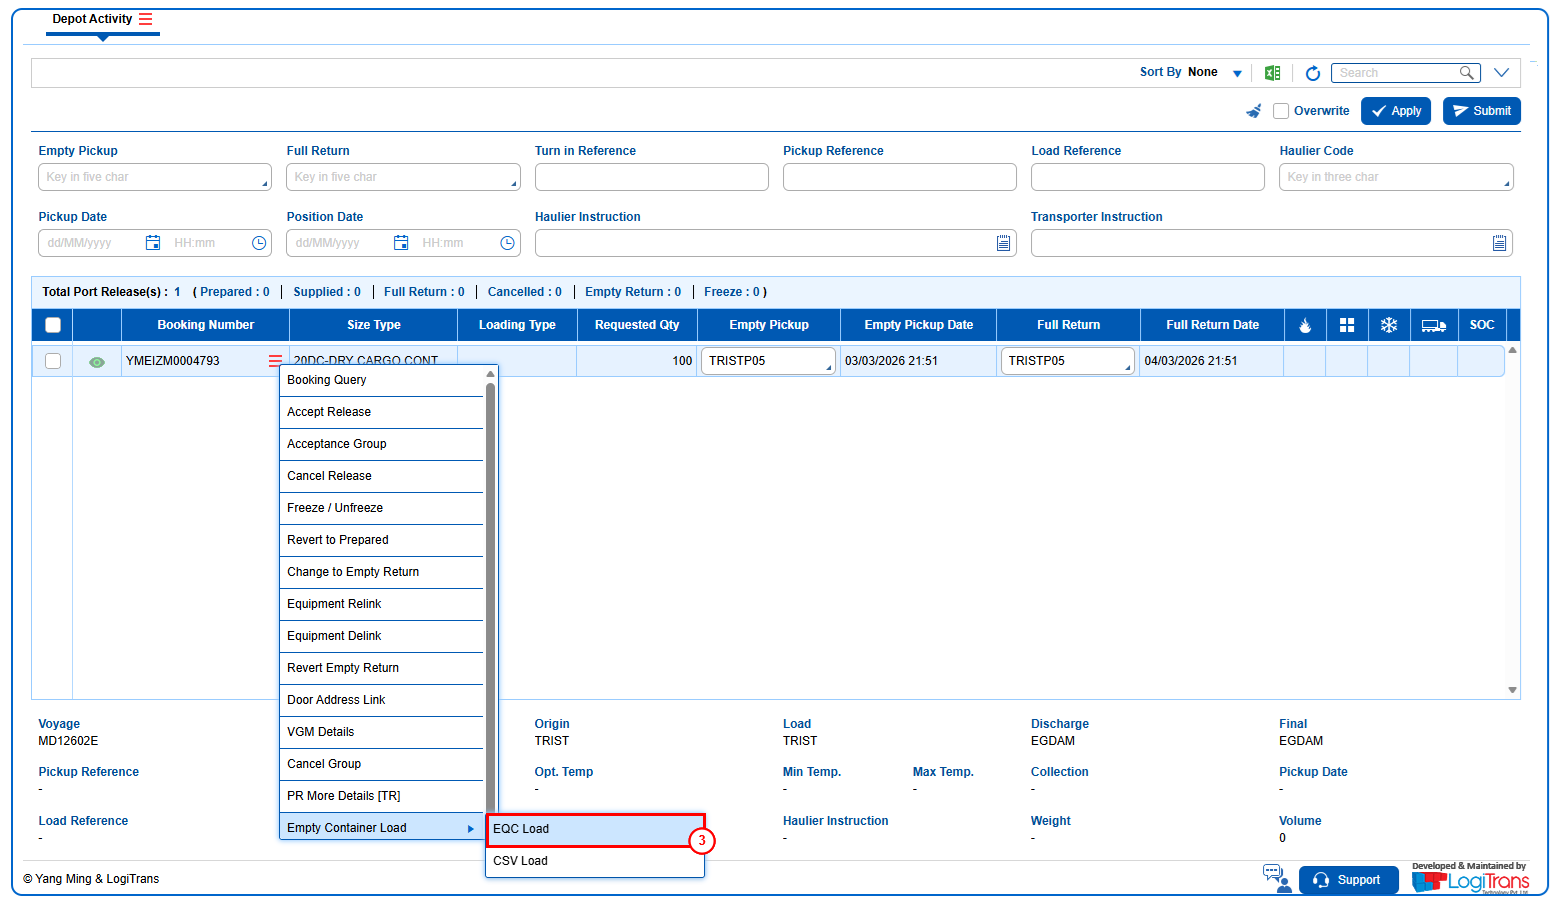 Depot Activity
Sort By None
Search
Overwrite
Apply
Submit
Empty Pickup
Full Return
Turn in Reference
Pickup Reference
Load Reference
Haulier Code
Key in five char
Key in five char
Key in three char
Pickup Date
Position Date
Haulier Instruction
Transporter Instruction
dd/MM/yyyy
HH:mm
dd/MM/yyyy
HH:mm
Total Port Release(s) : 1 ( Prepared : 0 | Supplied : 0 | Full Return : 0 | Cancelled : 0 | Empty Return : 0 | Freeze : 0 )
Booking Number
Size Type
Loading Type
Requested Qty
Empty Pickup
Empty Pickup Date
Full Return
Full Return Date
SOC
YMEIZM0004793
20DC-DRY CARGO CONT
100
TRISTP05
03/03/2026 21:51
TRISTP05
04/03/2026 21:51
Booking Query
Accept Release
Acceptance Group
Cancel Release
Freeze / Unfreeze
Revert to Prepared
Change to Empty Return
Equipment Relink
Equipment Delink
Revert Empty Return
Door Address Link
VGM Details
Cancel Group
PR More Details [TR]
Empty Container Load
EQC Load
3
CSV Load
Voyage
MD12602E
Origin
TRIST
Load
TRIST
Discharge
EGDAM
Final
EGDAM
Pickup Reference
-
Opt. Temp
-
Min Temp.
-
Max Temp.
-
Collection
-
Pickup Date
-
Load Reference
-
Haulier Instruction
-
Weight
-
Volume
0
© Yang Ming & LogiTrans
Support
Developed & Maintained by
LogiTrans
Technology Pvt. Ltd.